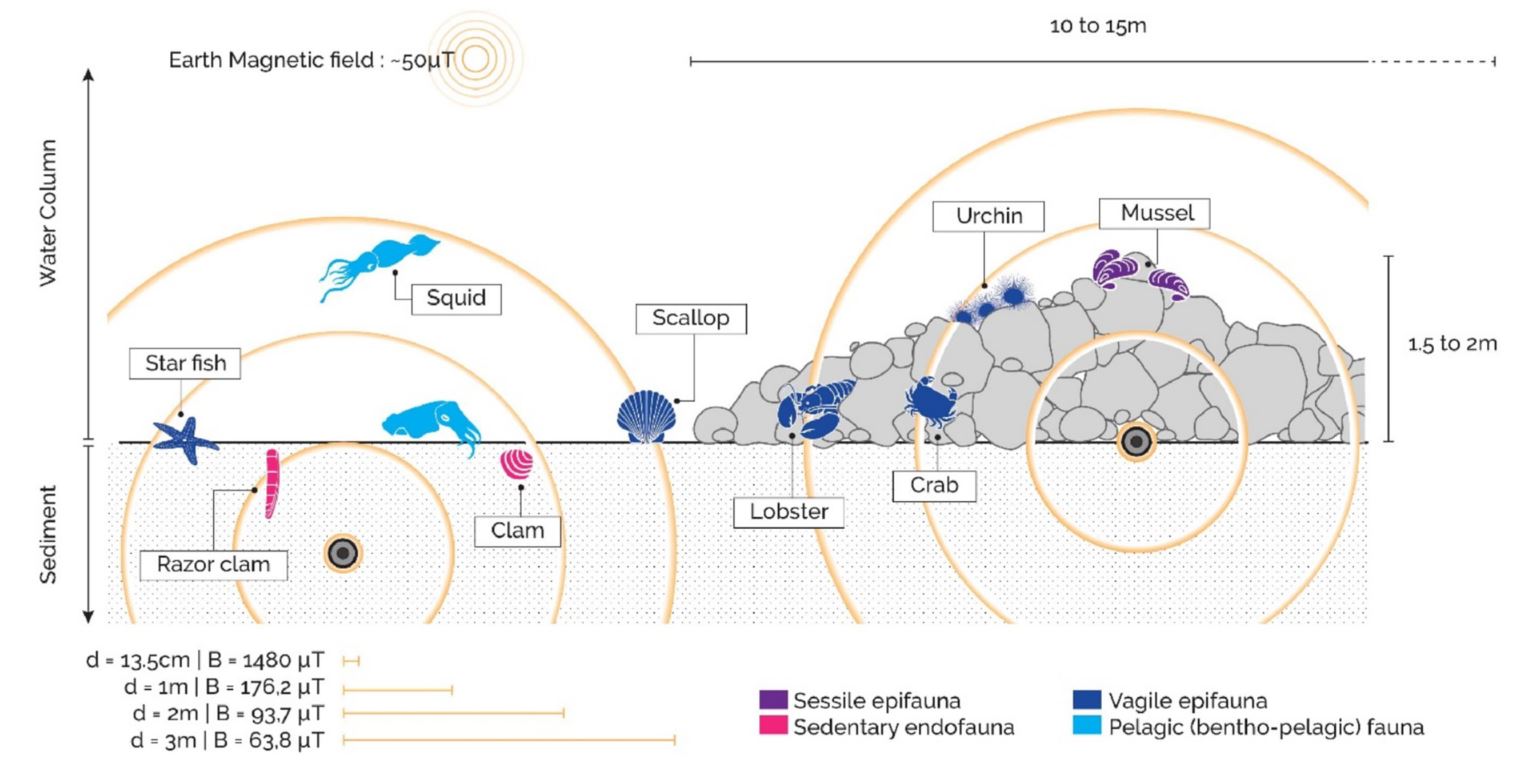 10 to 15m
Earth Magnetic field : ~50µT
Water Column
Urchin
Mussel
Squid
Scallop
1.5 to 2m
Star fish
Crab
Lobster
Clam
Razor clam
Sediment
d = 13.5cm | B = 1480 µT
d = 1m | B = 176,2 µT
d = 2m | B = 93,7 µT
d = 3m | B = 63,8 µT
Sessile epifauna
Vagile epifauna
Sedentary endofauna
Pelagic (bentho-pelagic) fauna